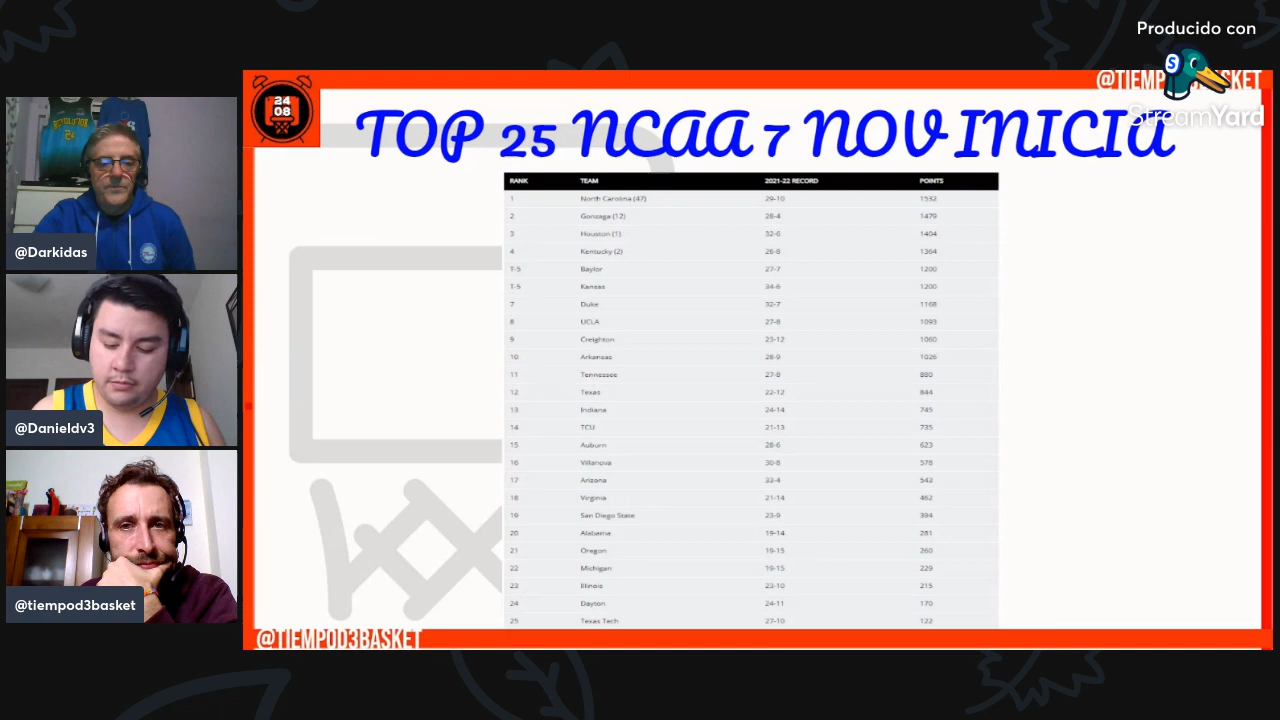 Producido con
S
StreamYard
@TIEMP
SKET
24
08
TOP 25 NCAA 7 NOV INICIA
RANK TEAM 2021-22 RECORD POINTS
1 North Carolina (47) 29-10 1532
2 Gonzaga (12) 28-4 1479
3 Houston (1) 32-6 1404
4 Kentucky (2) 26-8 1364
T-5 Baylor 27-7 1200
T-5 Kansas 34-6 1200
7 Duke 32-7 1168
8 UCLA 27-8 1093
9 Creighton 23-12 1060
10 Arkansas 28-9 1026
11 Tennessee 27-8 880
12 Texas 22-12 844
13 Indiana 24-14 745
14 TCU 21-13 735
15 Auburn 28-6 623
16 Villanova 30-8 578
17 Arizona 33-4 543
18 Virginia 21-14 462
19 San Diego State 23-9 394
20 Alabama 19-14 281
21 Oregon 19-15 260
22 Michigan 19-15 229
23 Illinois 23-10 215
24 Dayton 24-11 170
25 Texas Tech 27-10 122
@TIEMPOD3BASKET
@Darkidas
@Danieldv3
@tiempod3basket